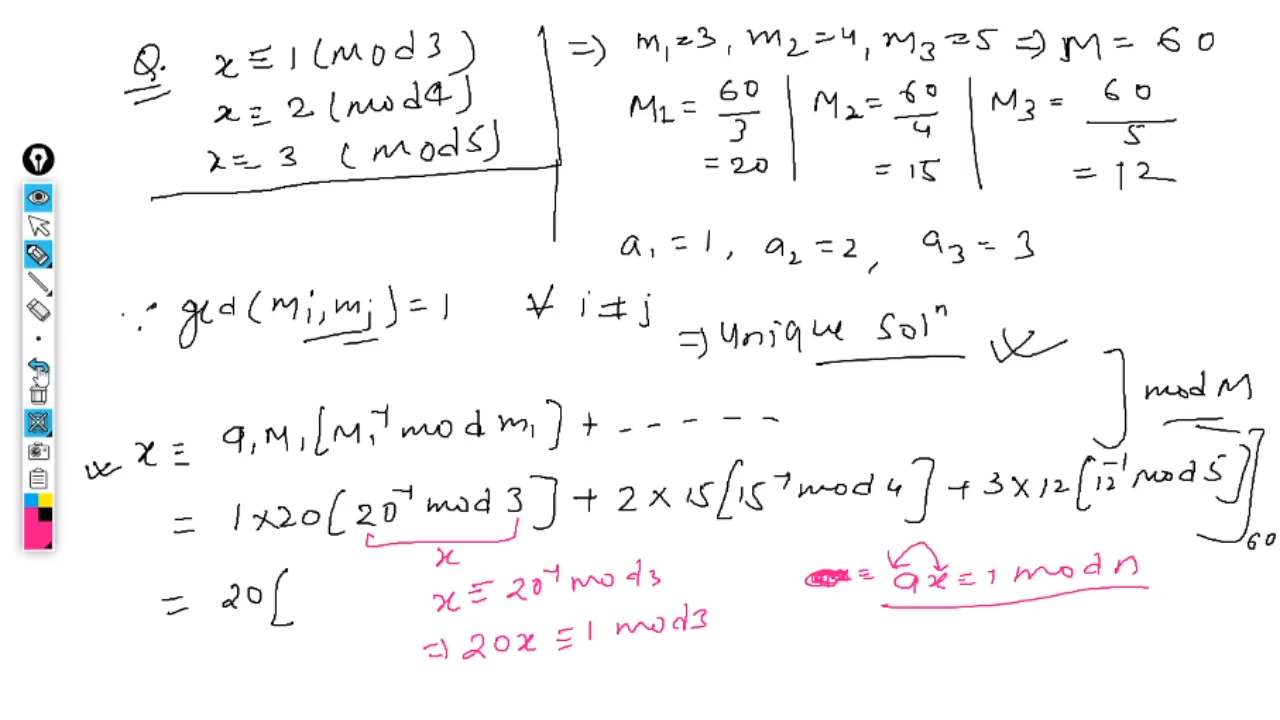 Q. x ≡ 1 (mod 3)
x ≡ 2 (mod 4)
x ≡ 3 (mod 5)
=> m₁ = 3, m₂ = 4, m₃ = 5 => M = 60
M₁ = 60/3 = 20 | M₂ = 60/4 = 15 | M₃ = 60/5 = 12
a₁ = 1, a₂ = 2, a₃ = 3
∵ gcd(mᵢ, mⱼ) = 1 ∀ i ≠ j
=> Unique Solⁿ
x ≡ a₁M₁[M₁⁻¹ mod m₁] + ----- ] mod M
= 1×20[20⁻¹ mod 3] + 2×15[15⁻¹ mod 4] + 3×12[12⁻¹ mod 5]]₆₀
x
= 20[
x ≡ 20⁻¹ mod 3
=> 20x ≡ 1 mod 3
≡ ax ≡ 1 mod n